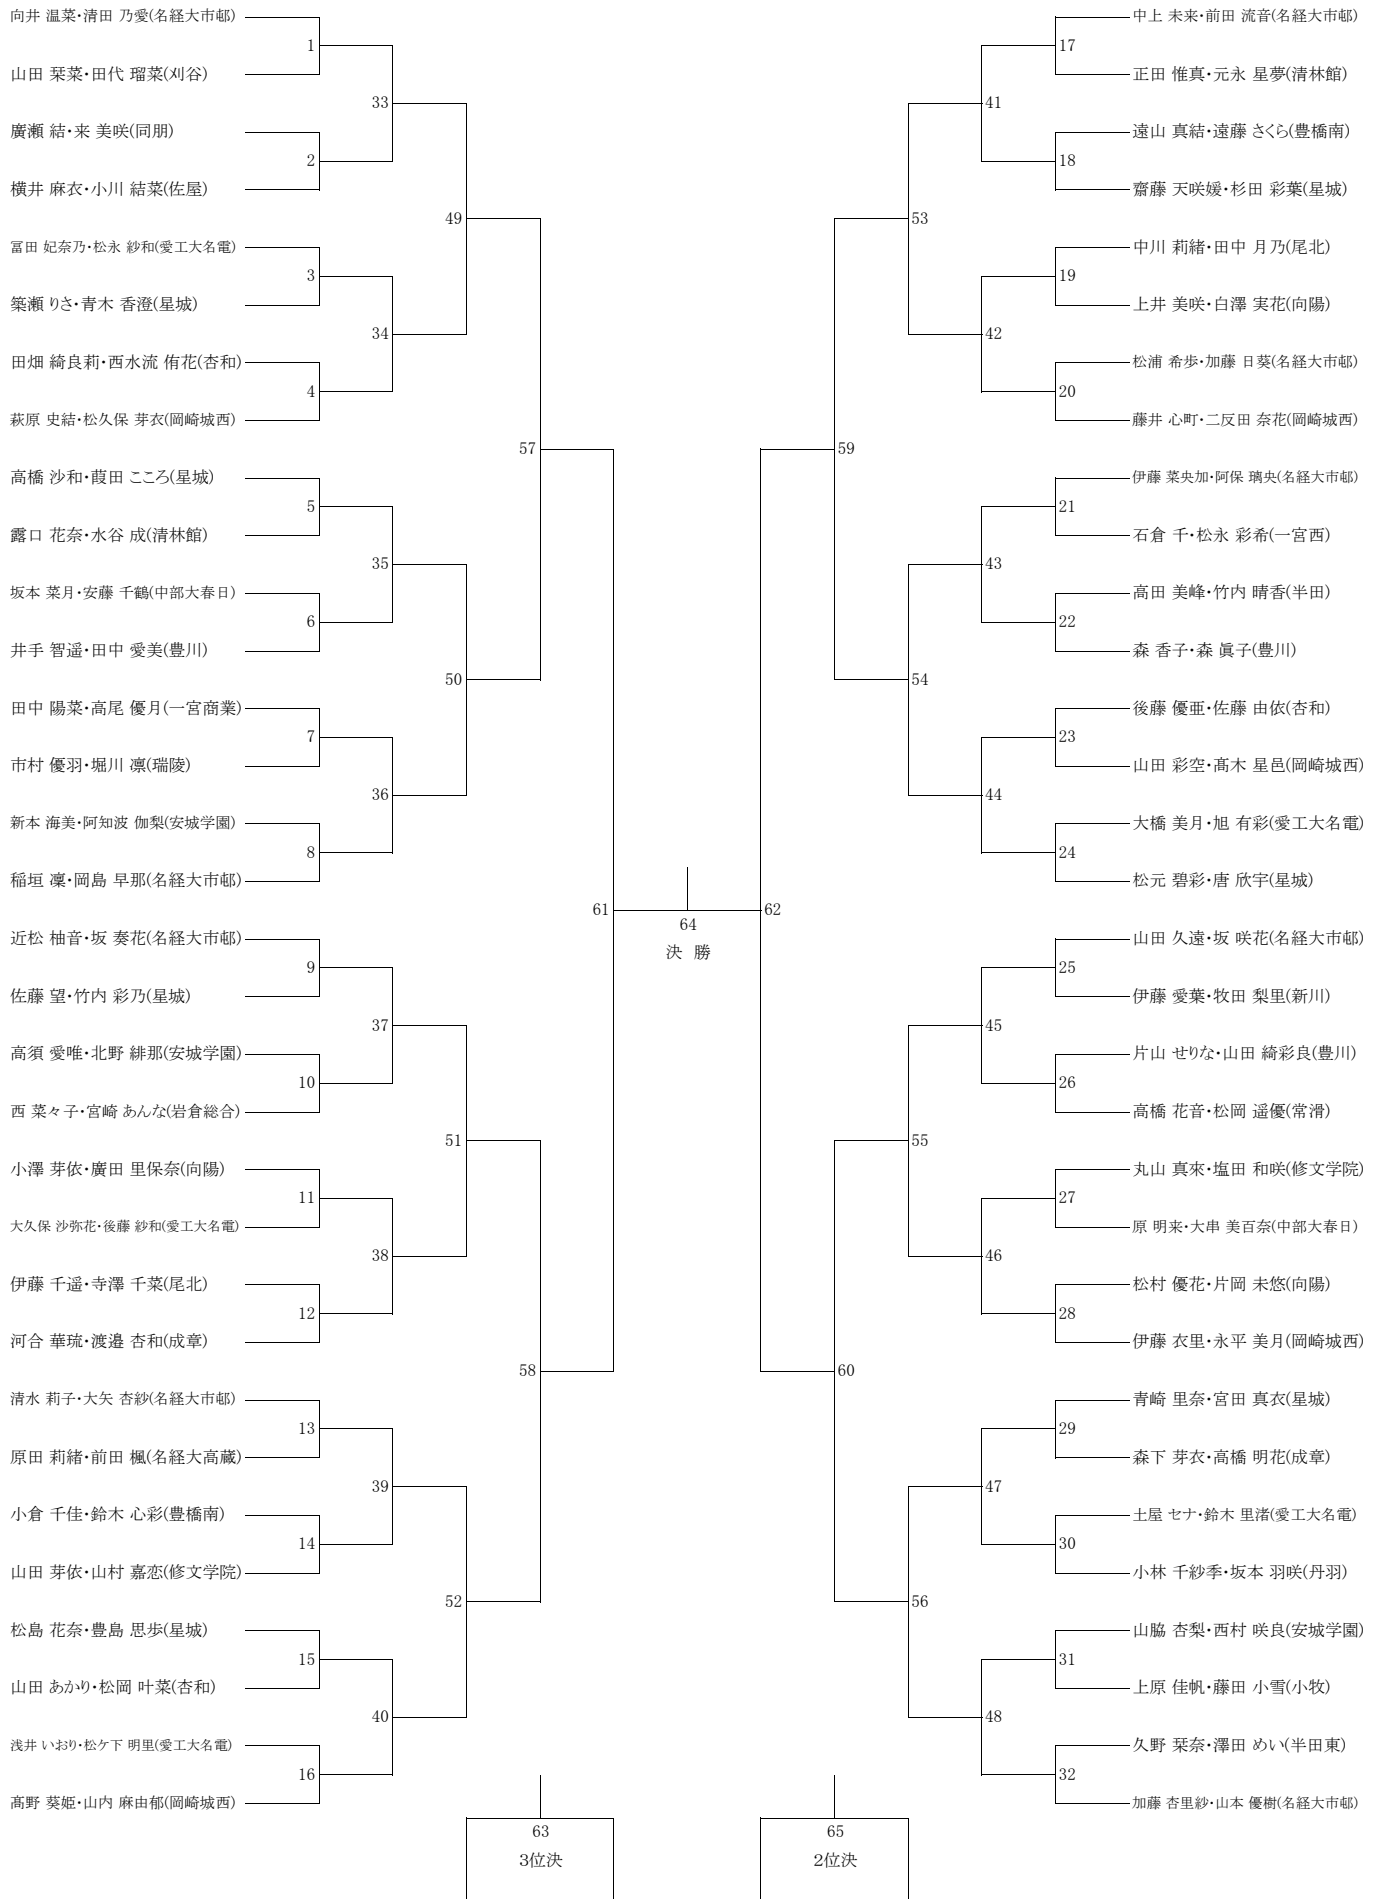 向井 温菜・清田 乃愛(名経大市邨)
1
山田 栞菜・田代 瑠菜(刈谷)
33
廣瀬 結・来 美咲(同朋)
2
横井 麻衣・小川 結菜(佐屋)
49
冨田 妃奈乃・松永 紗和(愛工大名電)
3
築瀬 りさ・青木 香澄(星城)
34
田畑 綺良莉・西水流 侑花(杏和)
4
萩原 史結・松久保 芽衣(岡崎城西)
57
高橋 沙和・葭田 こころ(星城)
5
露口 花奈・水谷 成(清林館)
35
坂本 菜月・安藤 千鶴(中部大春日)
6
井手 智遥・田中 愛美(豊川)
50
田中 陽菜・高尾 優月(一宮商業)
7
市村 優羽・堀川 凛(瑞陵)
36
新本 海美・阿知波 伽梨(安城学園)
8
稲垣 凜・岡島 早那(名経大市邨)
61
近松 柚音・坂 奏花(名経大市邨)
9
佐藤 望・竹内 彩乃(星城)
37
高須 愛唯・北野 緋那(安城学園)
10
西 菜々子・宮崎 あんな(岩倉総合)
51
小澤 芽依・廣田 里保奈(向陽)
11
大久保 沙弥花・後藤 紗和(愛工大名電)
38
伊藤 千遥・寺澤 千菜(尾北)
12
河合 華琉・渡邉 杏和(成章)
58
清水 莉子・大矢 杏紗(名経大市邨)
13
原田 莉緒・前田 楓(名経大高蔵)
39
小倉 千佳・鈴木 心彩(豊橋南)
14
山田 芽依・山村 嘉恋(修文学院)
52
松島 花奈・豊島 思歩(星城)
15
山田 あかり・松岡 叶菜(杏和)
40
浅井 いおり・松ケ下 明里(愛工大名電)
16
髙野 葵姫・山内 麻由郁(岡崎城西)
64
決 勝
63
3位決
中上 未来・前田 流音(名経大市邨)
17
正田 惟真・元永 星夢(清林館)
41
遠山 真結・遠藤 さくら(豊橋南)
18
齋藤 天咲媛・杉田 彩葉(星城)
53
中川 莉緒・田中 月乃(尾北)
19
上井 美咲・白澤 実花(向陽)
42
松浦 希歩・加藤 日葵(名経大市邨)
20
藤井 心町・二反田 奈花(岡崎城西)
59
伊藤 菜央加・阿保 璃央(名経大市邨)
21
石倉 千・松永 彩希(一宮西)
43
高田 美峰・竹内 晴香(半田)
22
森 香子・森 眞子(豊川)
54
後藤 優亜・佐藤 由依(杏和)
23
山田 彩空・髙木 星邑(岡崎城西)
44
大橋 美月・旭 有彩(愛工大名電)
24
松元 碧彩・唐 欣宇(星城)
62
山田 久遠・坂 咲花(名経大市邨)
25
伊藤 愛葉・牧田 梨里(新川)
45
片山 せりな・山田 綺彩良(豊川)
26
高橋 花音・松岡 遥優(常滑)
55
丸山 真來・塩田 和咲(修文学院)
27
原 明来・大串 美百奈(中部大春日)
46
松村 優花・片岡 未悠(向陽)
28
伊藤 衣里・永平 美月(岡崎城西)
60
青崎 里奈・宮田 真衣(星城)
29
森下 芽衣・高橋 明花(成章)
47
土屋 セナ・鈴木 里渚(愛工大名電)
30
小林 千紗季・坂本 羽咲(丹羽)
56
山脇 杏梨・西村 咲良(安城学園)
31
上原 佳帆・藤田 小雪(小牧)
48
久野 栞奈・澤田 めい(半田東)
32
加藤 杏里紗・山本 優樹(名経大市邨)
65
2位決